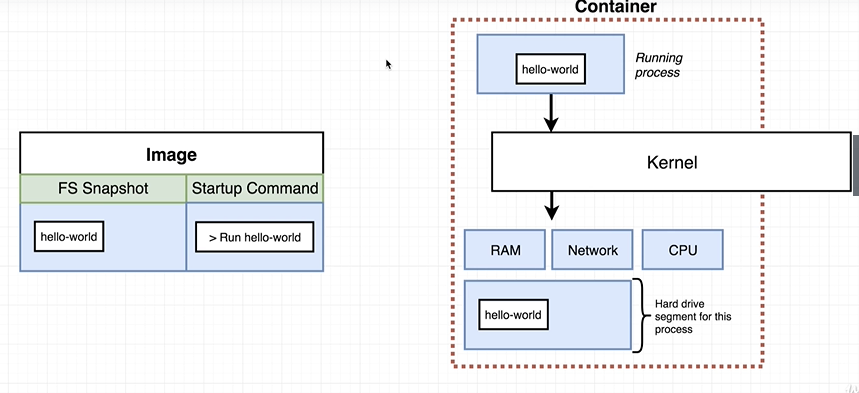 Container
hello-world
Running
process
Image
FS Snapshot
Startup Command
hello-world
> Run hello-world
Kernel
RAM
Network
CPU
hello-world
Hard drive
segment for this
process